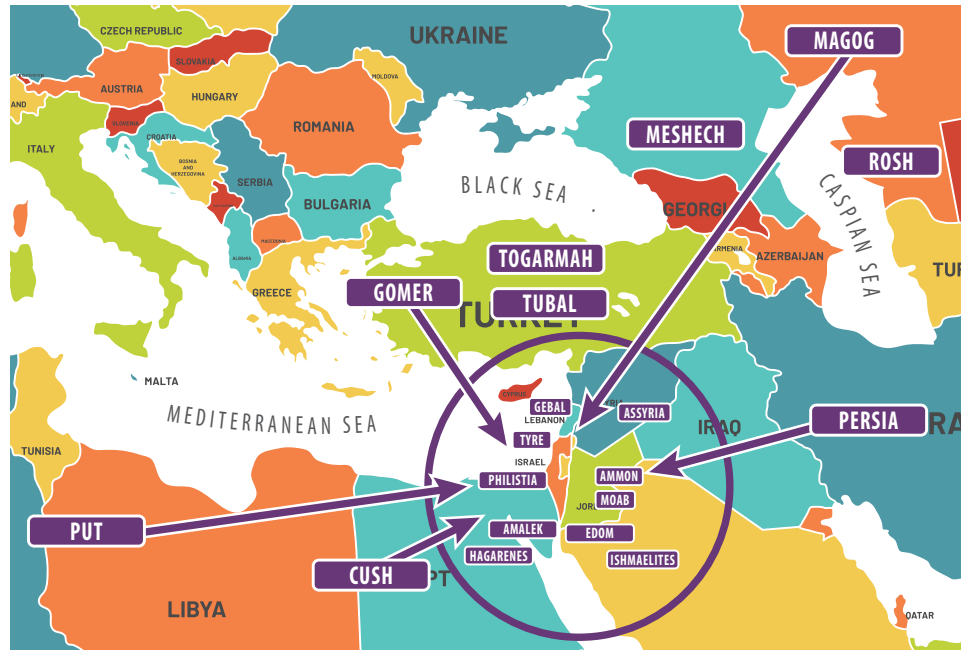 CZECH REPUBLIC
UKRAINE
MAGOG
SLOVAKIA
MOLDOVA
AUSTRIA
HUNGARY
AND
ROMANIA
SLOVENIA
CROATIA
MESHECH
ITALY
BOSNIA
AND
HERZEGOVINA
ROSH
SERBIA
BLACK SEA
BULGARIA
GEORGI
CASPIAN SEA
MACEDONIA
ALBANIA
RMENIA
AZERBAIJAN
TOGARMAH
TUR
GREECE
GOMER
TUBAL
TURKEY
MALTA
CYPRUS
GEBAL
ASSYRIA
YRIA
MEDITERRANEAN SEA
LEBANON
PERSIA
IRAQ
RA
TYRE
TUNISIA
ISRAEL
PHILISTIA
AMMON
MOAB
JOR
PUT
AMALEK
EDOM
HAGARENES
ISHMAELITES
CUSH
PT
LIBYA
QATAR